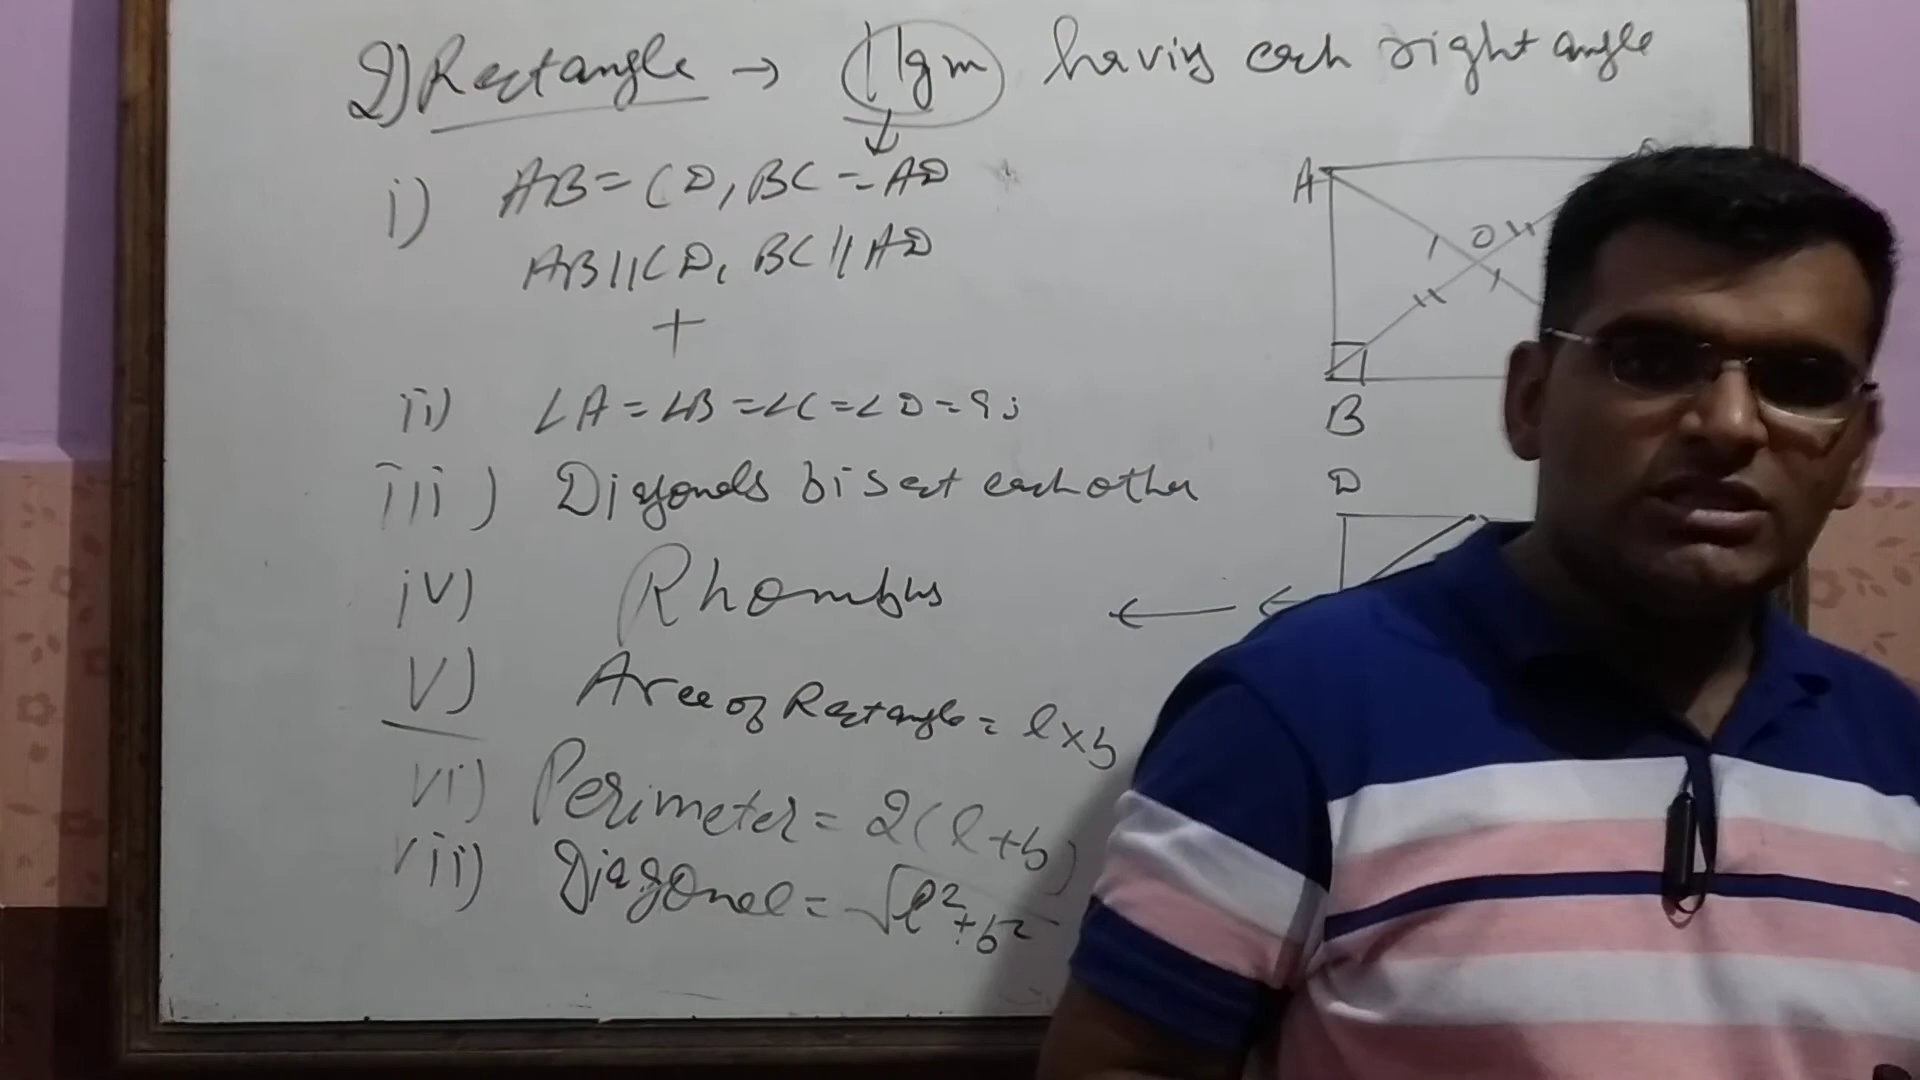 2) Rectangle → ||gm having each right angle
i) AB = CD, BC = AD
AB || CD, BC || AD
+
ii) ∠A = ∠B = ∠C = ∠D = 90
iii) Diagonals bisect each other
iv) Rhombus
v) Area of Rectangle = l×b
vi) Perimeter = 2(l+b)
vii) Diagonal = √l²+b²
A
O
B
D